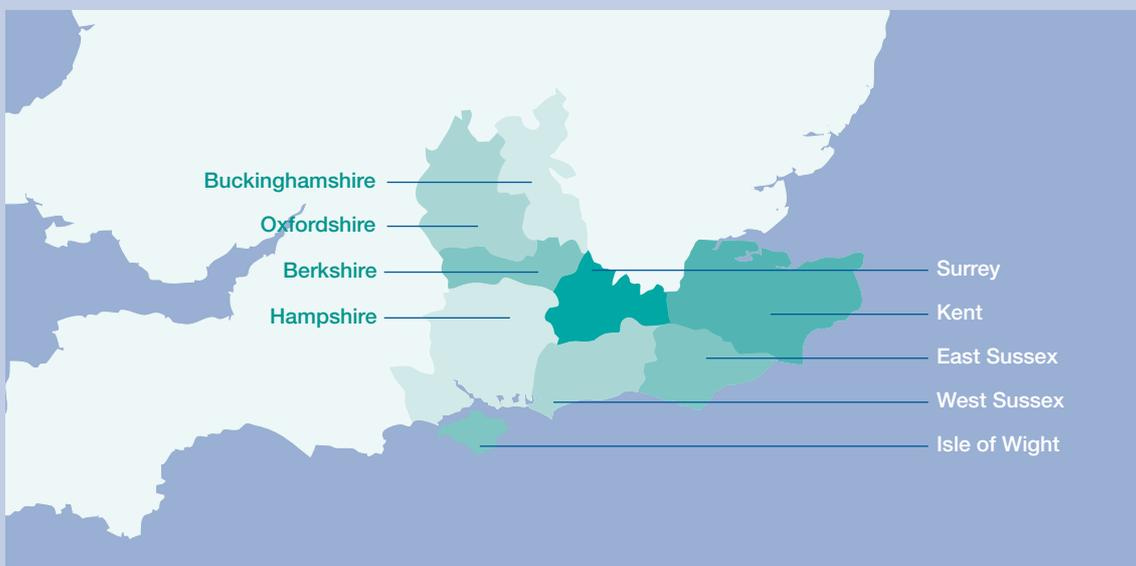 Buckinghamshire
Oxfordshire
Berkshire
Hampshire
Surrey
Kent
East Sussex
West Sussex
Isle of Wight